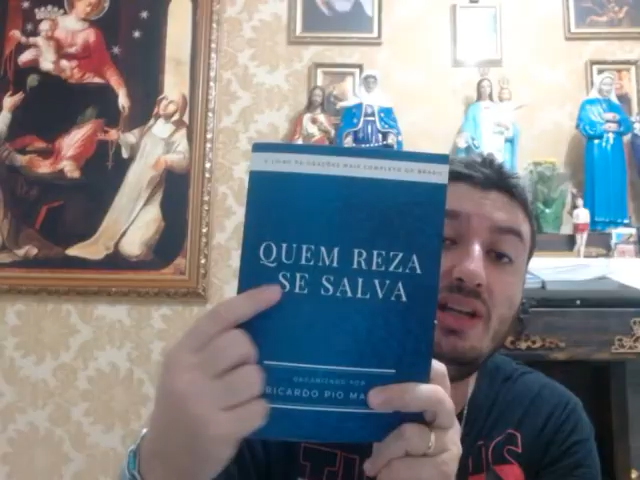 O LIVRO DE ORAÇÕES MAIS COMPLETO DO BRASIL
QUEM REZA
SE SALVA
ORGANIZADO POR
RICARDO PIO